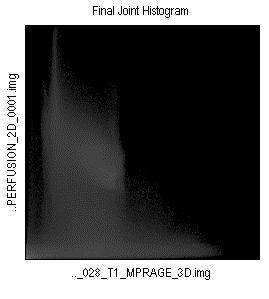 Final Joint Histogram
..PERFUSION_2D_0001.img
.._028_T1_MPRAGE_3D.img